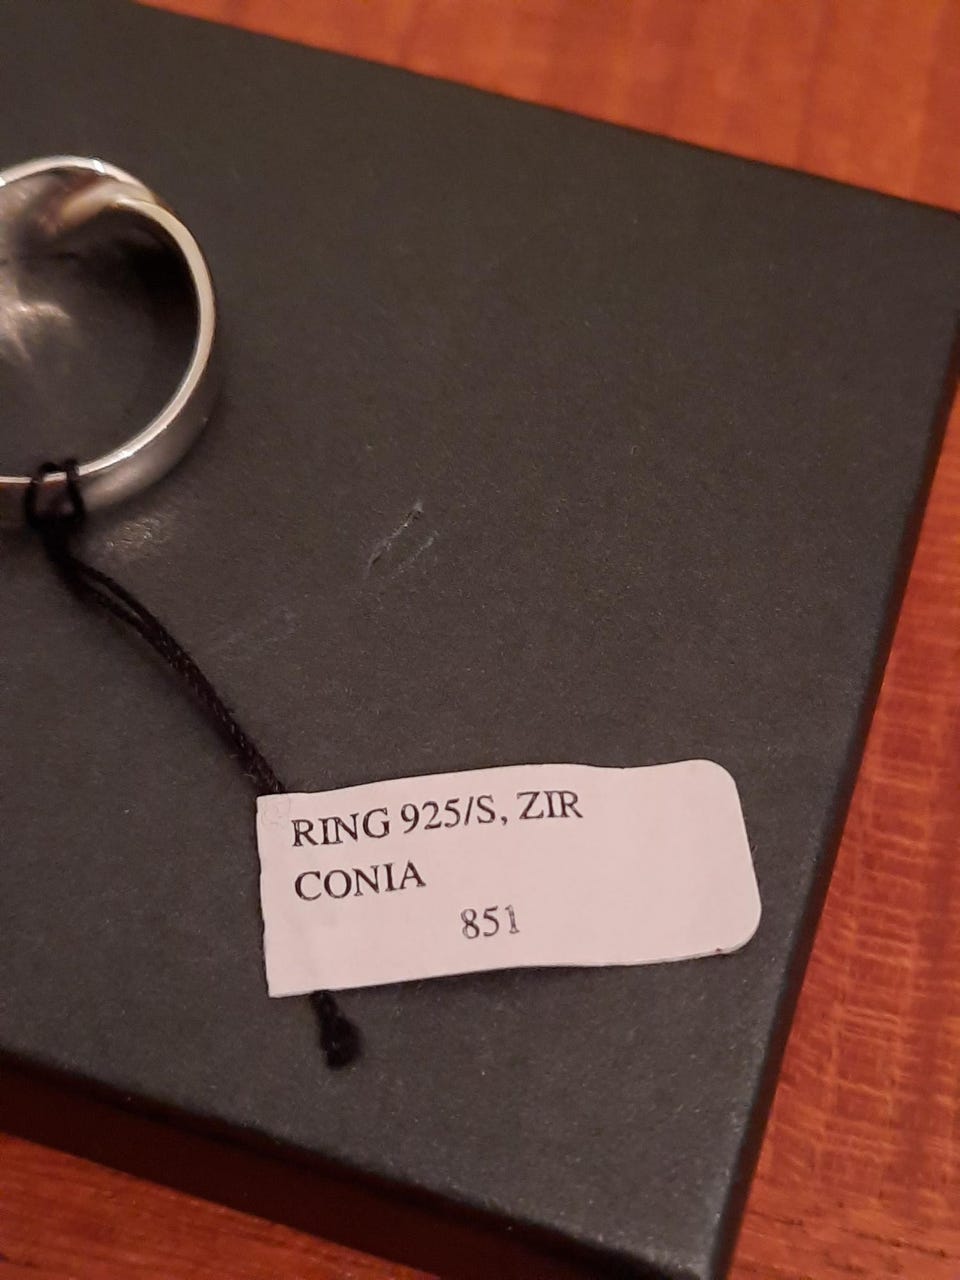 RING 925/S, ZIR
CONIA
851